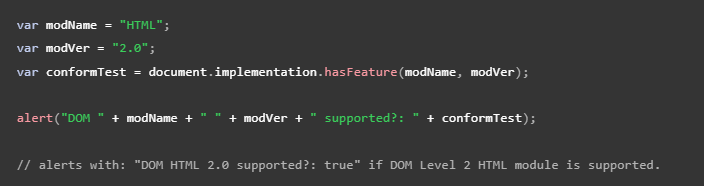 var modName = "HTML";
var modVer = "2.0";
var conformTest = document.implementation.hasFeature(modName, modVer);
alert("DOM " + modName + " " + modVer + " supported?: " + conformTest);
// alerts with: "DOM HTML 2.0 supported?: true" if DOM Level 2 HTML module is supported.